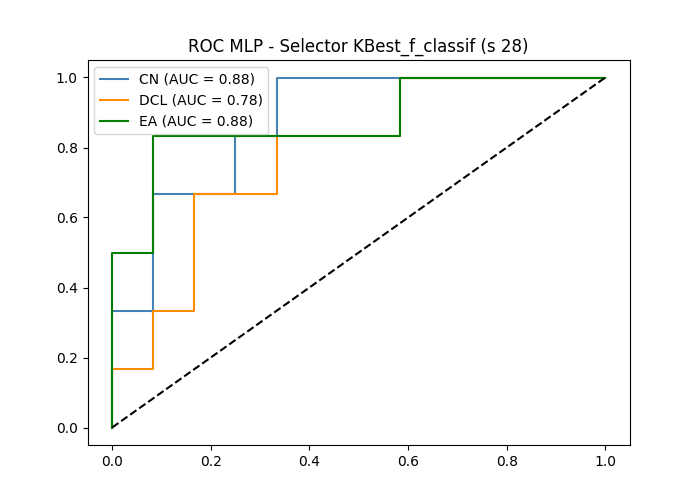 ROC MLP - Selector KBest_f_classif (s 28)
CN (AUC = 0.88)
DCL (AUC = 0.78)
EA (AUC = 0.88)
1.0
0.8
0.6
0.4
0.2
0.0
0.0 0.2 0.4 0.6 0.8 1.0